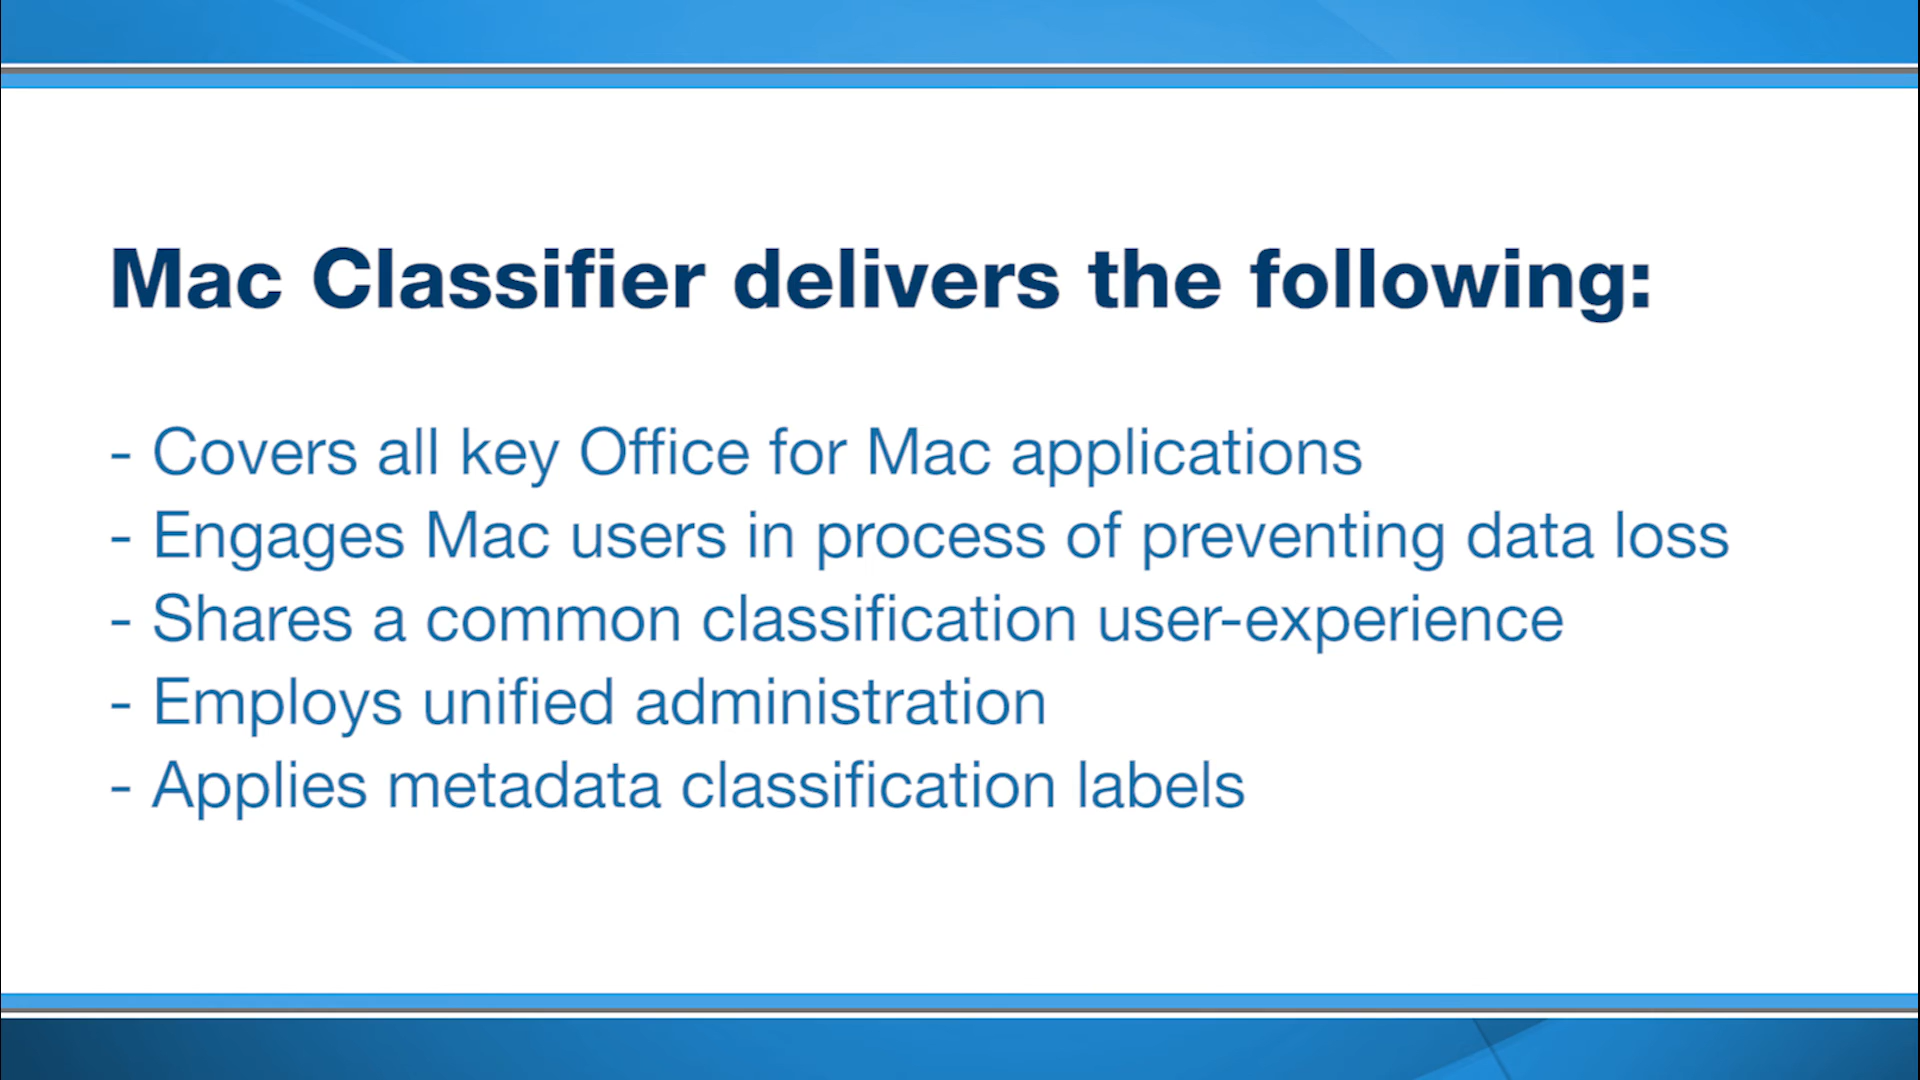 Mac Classifier delivers the following:
- Covers all key Office for Mac applications
- Engages Mac users in process of preventing data loss
- Shares a common classification user-experience
- Employs unified administration
- Applies metadata classification labels